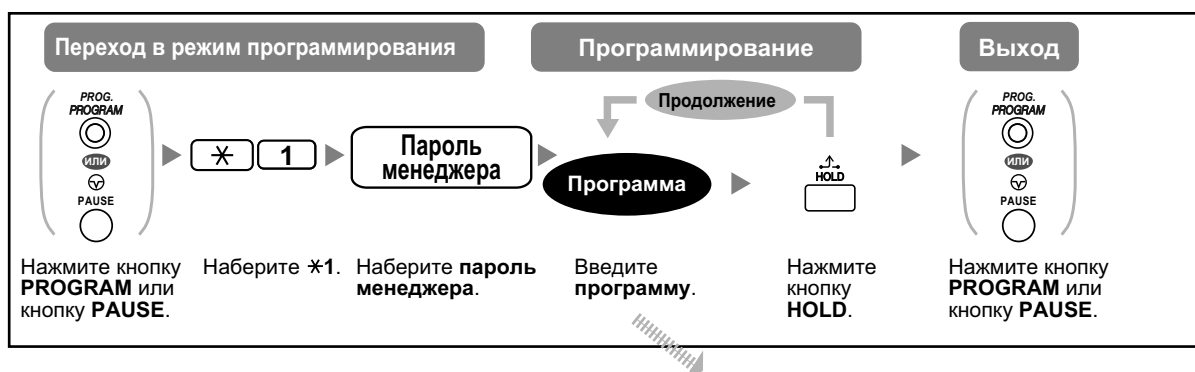 Переход в режим программирования
Программирование
Выход
PROG.
PROGRAM
ИЛИ
PAUSE
✳ 1
Пароль
менеджера
Продолжение
Программа
HOLD
PROG.
PROGRAM
ИЛИ
PAUSE
Нажмите кнопку
PROGRAM или
кнопку PAUSE.
Наберите ✳1.
Наберите пароль
менеджера.
Введите
программу.
Нажмите
кнопку
HOLD.
Нажмите кнопку
PROGRAM или
кнопку PAUSE.